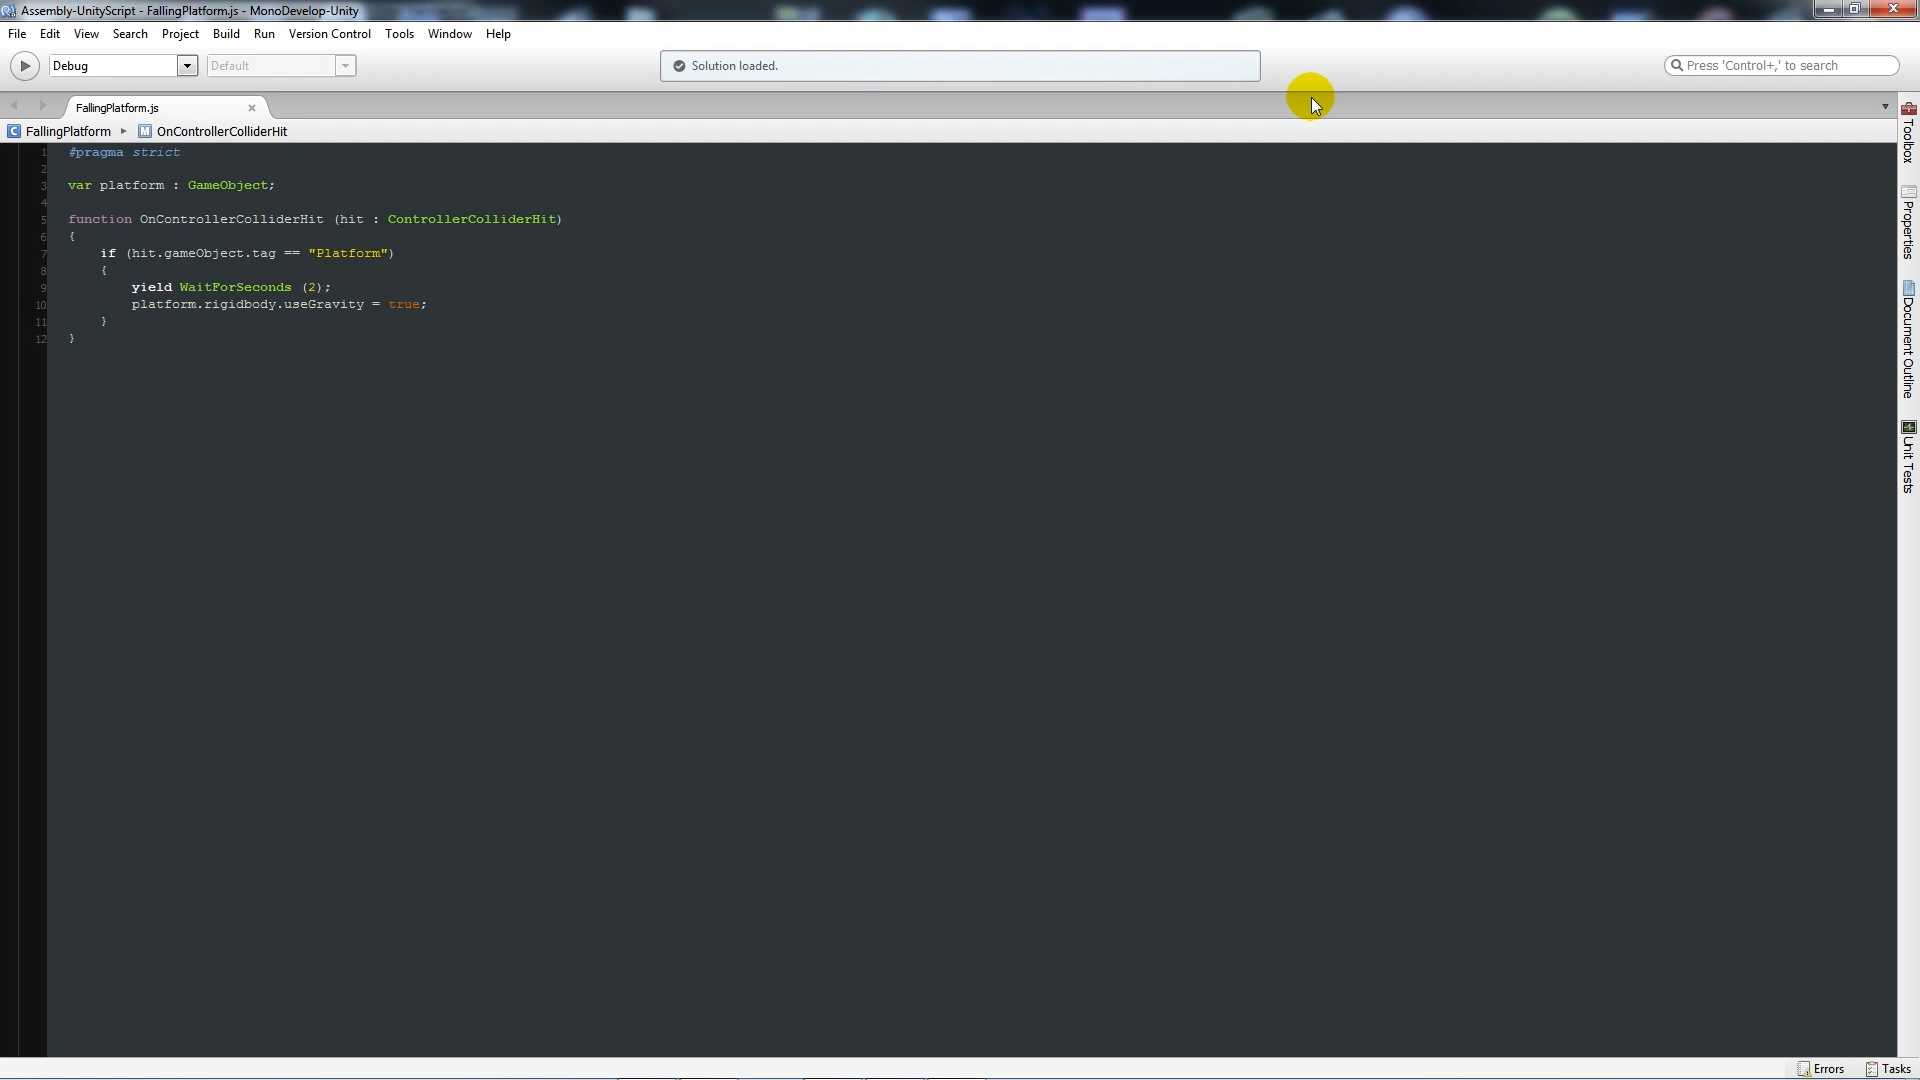 Assembly-UnityScript - FallingPlatform.js - MonoDevelop-Unity
File Edit View Search Project Build Run Version Control Tools Window Help
Debug Default Solution loaded. Press 'Control+,' to search
FallingPlatform.js
FallingPlatform OnControllerColliderHit
1 #pragma strict
2
3 var platform : GameObject;
4
5 function OnControllerColliderHit (hit : ControllerColliderHit)
6 {
7 if (hit.gameObject.tag == "Platform")
8 {
9 yield WaitForSeconds (2);
10 platform.rigidbody.useGravity = true;
11 }
12 }
Toolbox
Properties
Document Outline
Unit Tests
Errors Tasks